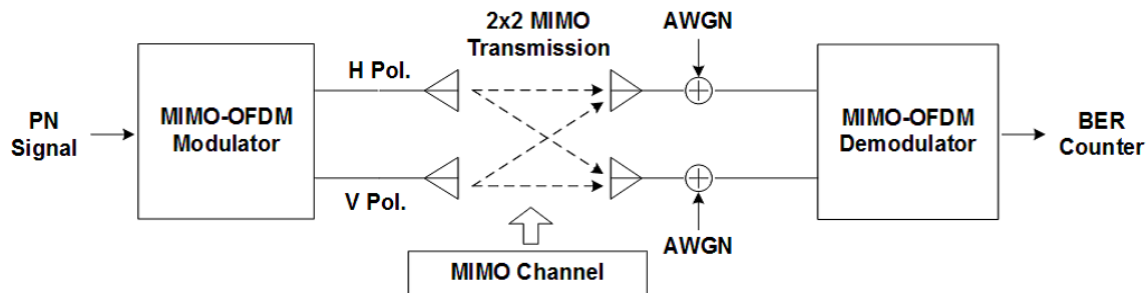 2x2 MIMO
Transmission
AWGN
H Pol.
MIMO-OFDM
Modulator
PN
Signal
MIMO-OFDM
Demodulator
BER
Counter
V Pol.
AWGN
MIMO Channel